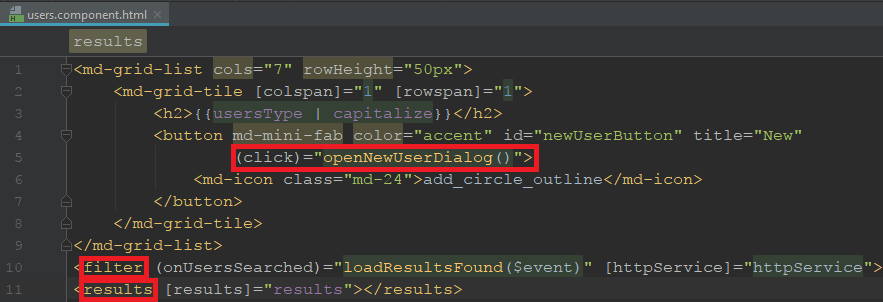 users.component.html
results
1 <md-grid-list cols="7" rowHeight="50px">
2 <md-grid-tile [colspan]="1" [rowspan]="1">
3 <h2>{{usersType | capitalize}}</h2>
4 <button md-mini-fab color="accent" id="newUserButton" title="New"
5 (click)="openNewUserDialog()">
6 <md-icon class="md-24">add_circle_outline</md-icon>
7 </button>
8 </md-grid-tile>
9 </md-grid-list>
10 <filter (onUsersSearched)="loadResultsFound($event)" [httpService]="httpService">
11 <results [results]="results"></results>